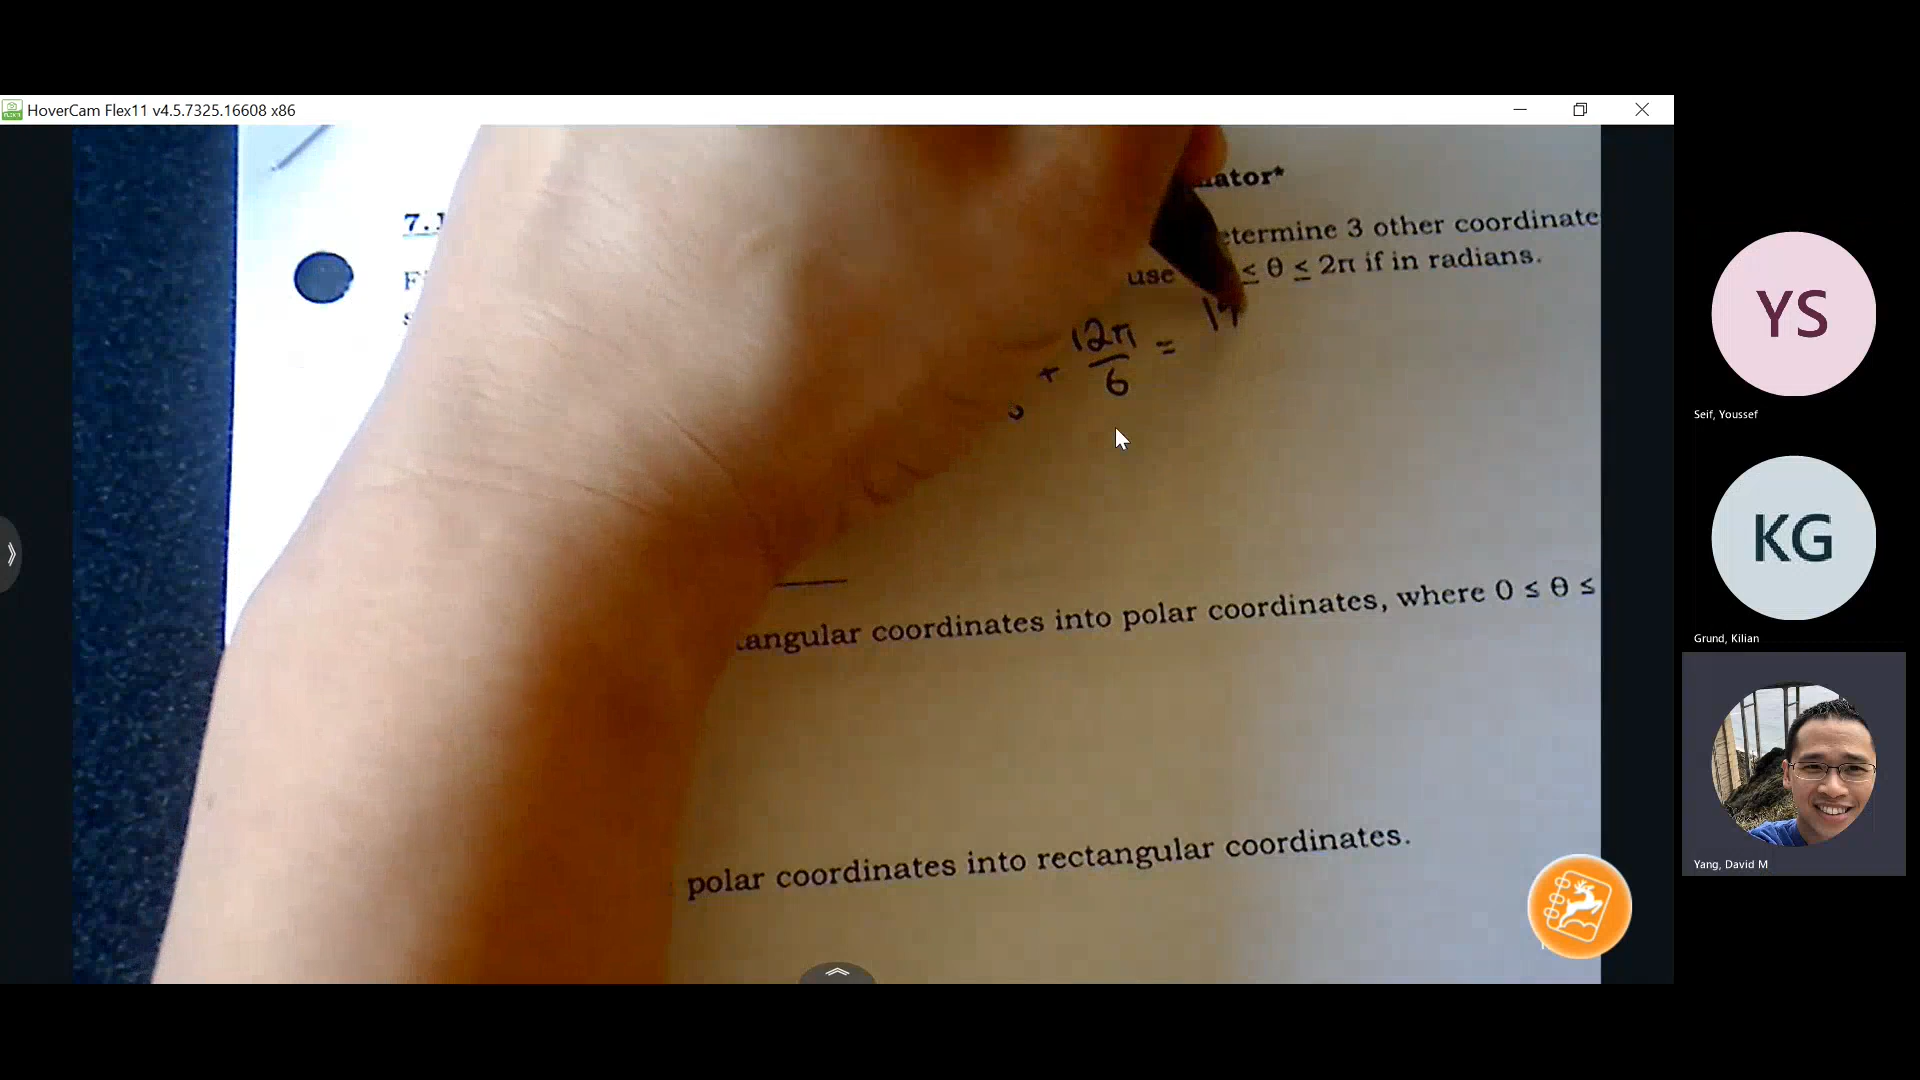 HoverCam Flex11 v4.5.7325.16608 x86
7.
ator*
etermine 3 other coordinate
use ≤ θ ≤ 2π if in radians.
+ 12π/6 =
angular coordinates into polar coordinates, where 0 ≤ θ ≤
polar coordinates into rectangular coordinates.
YS
Seif, Youssef
KG
Grund, Kilian
Yang, David M